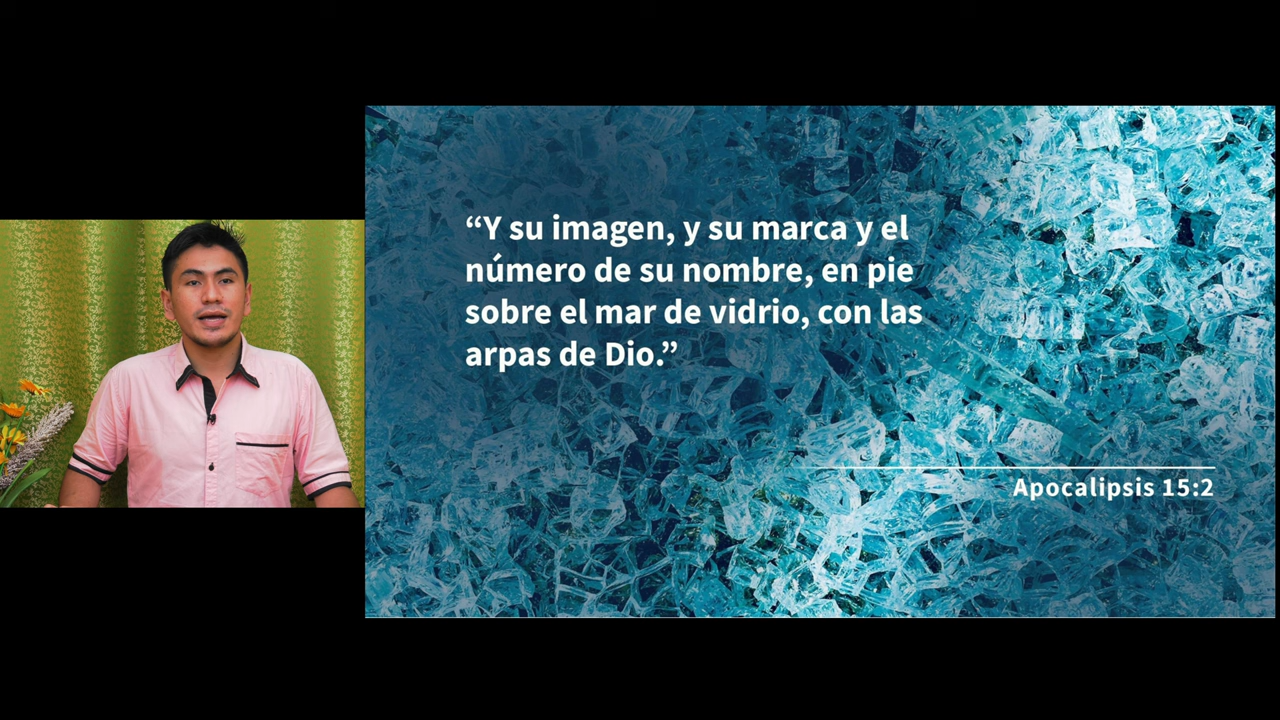 “Y su imagen, y su marca y el
número de su nombre, en pie
sobre el mar de vidrio, con las
arpas de Dio.”
Apocalipsis 15:2